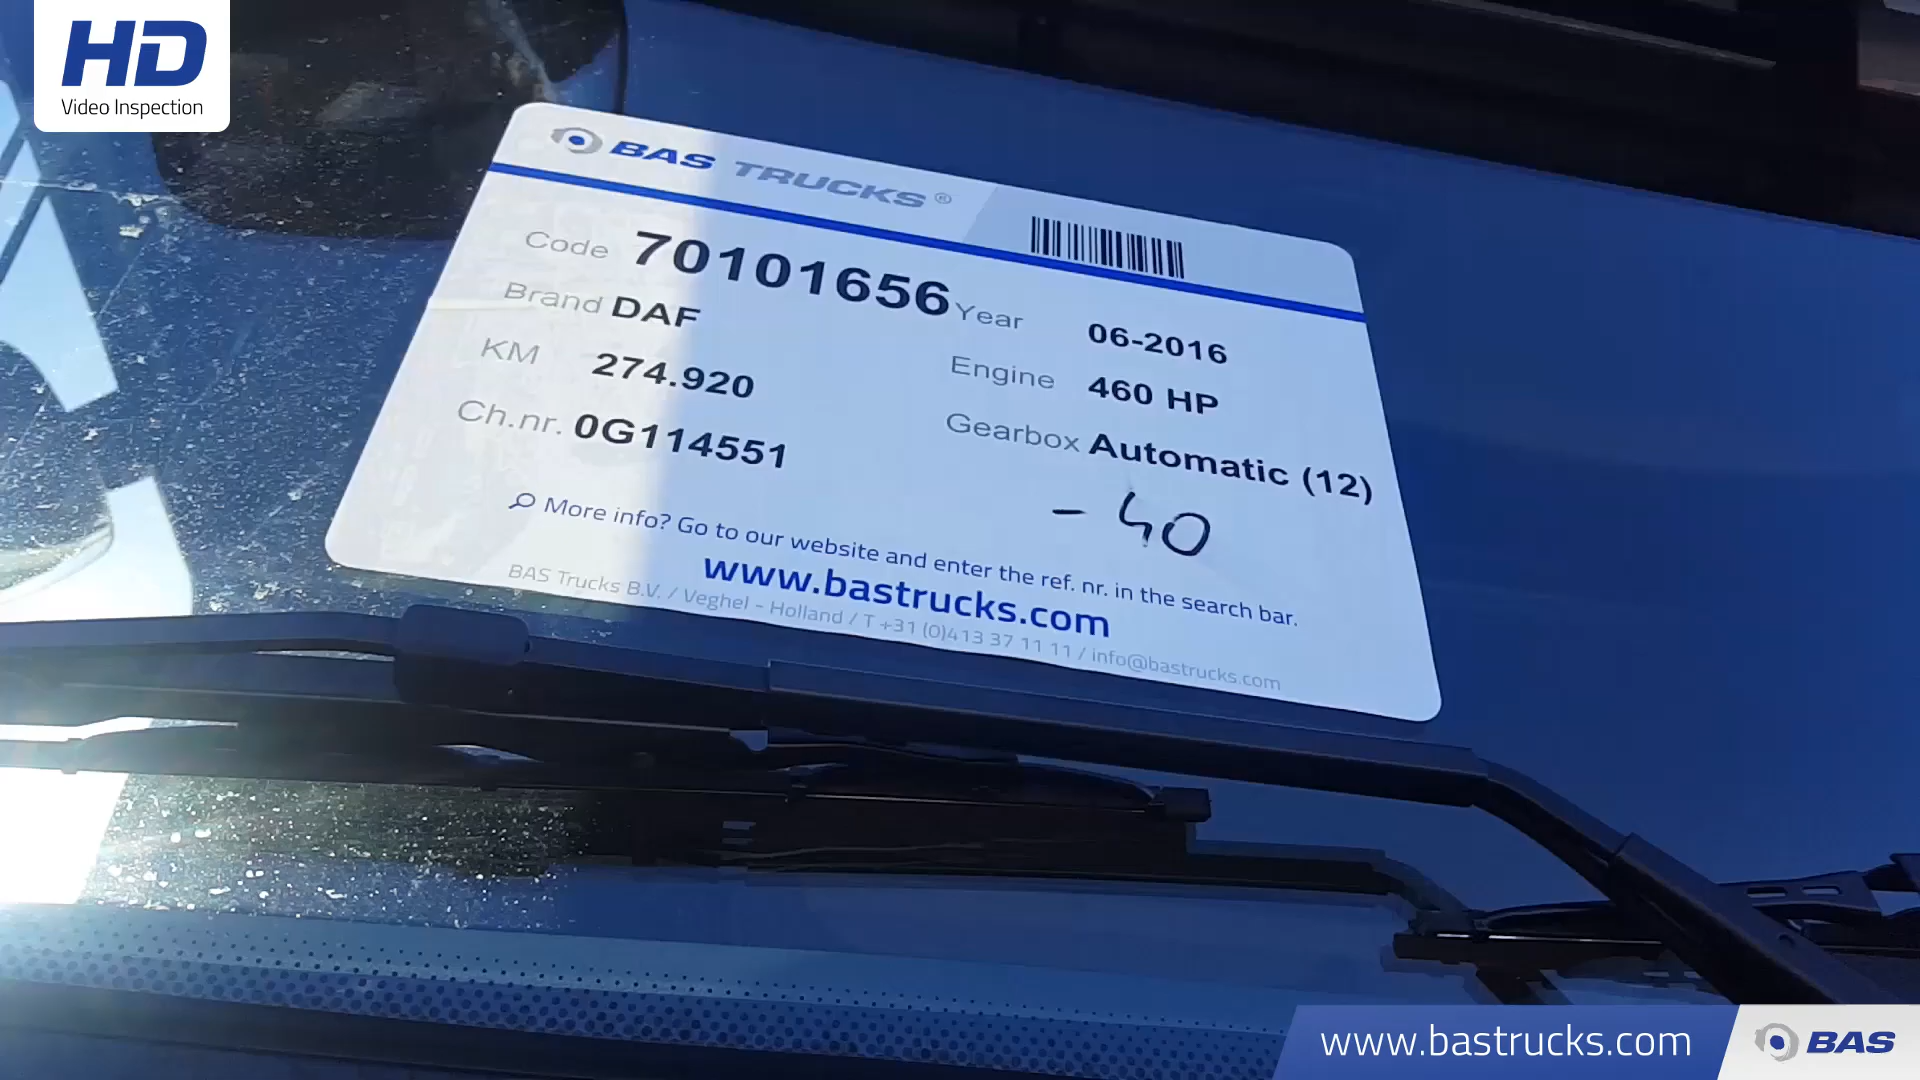 HD
Video Inspection
BAS TRUCKS®
Code 70101656
Brand DAF
KM 274.920
Ch.nr. 0G114551
Year 06-2016
Engine 460 HP
Gearbox Automatic (12)
- 40
More info? Go to our website and enter the ref. nr. in the search bar.
www.bastrucks.com
BAS Trucks B.V. / Veghel - Holland / T +31 (0)413 37 11 11 / info@bastrucks.com
www.bastrucks.com
BAS